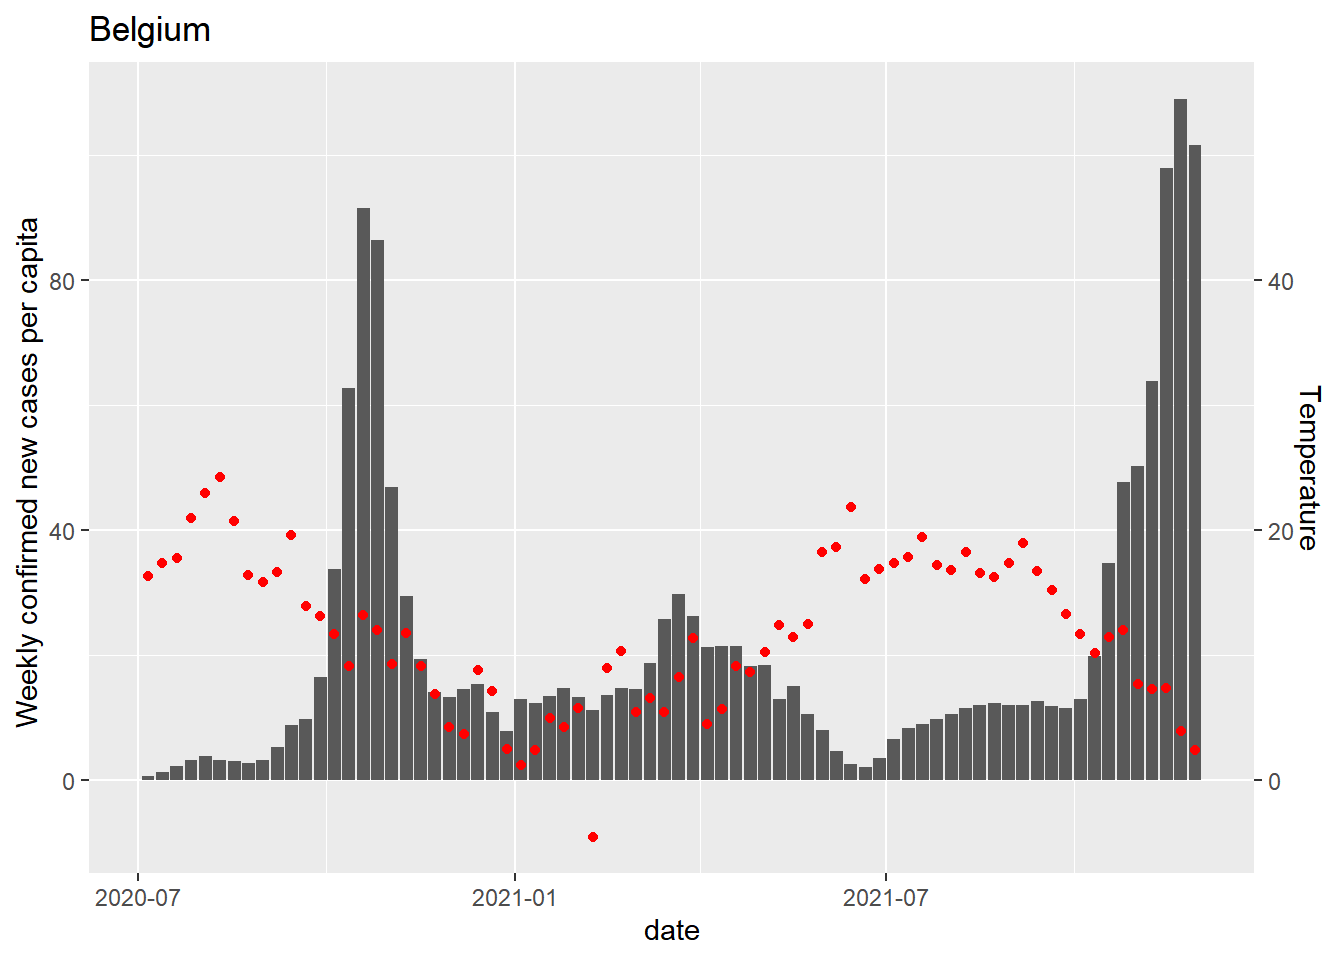 Belgium
Weekly confirmed new cases per capita
80
40
0
40
20
0
Temperature
2020-07
2021-01
2021-07
date